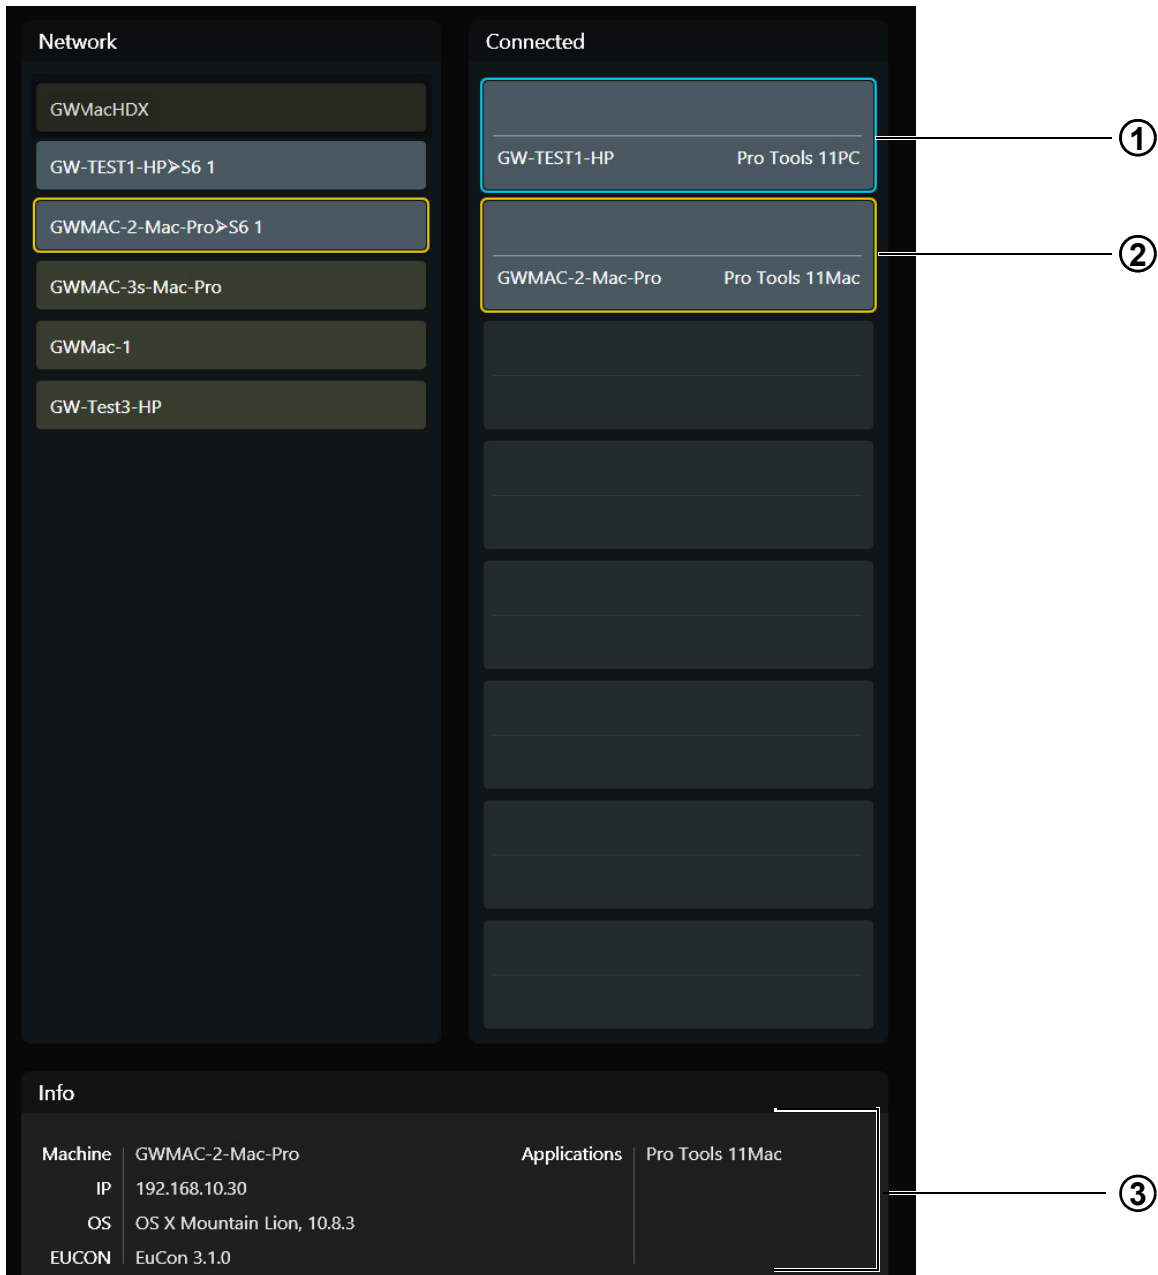 Network
GWMacHDX
GW-TEST1-HP➤S6 1
GWMAC-2-Mac-Pro➤S6 1
GWMAC-3s-Mac-Pro
GWMac-1
GW-Test3-HP
Connected
GW-TEST1-HP Pro Tools 11PC
GWMAC-2-Mac-Pro Pro Tools 11Mac
1
2
Info
Machine GWMAC-2-Mac-Pro
IP 192.168.10.30
OS OS X Mountain Lion, 10.8.3
EUCON EuCon 3.1.0
Applications Pro Tools 11Mac
3